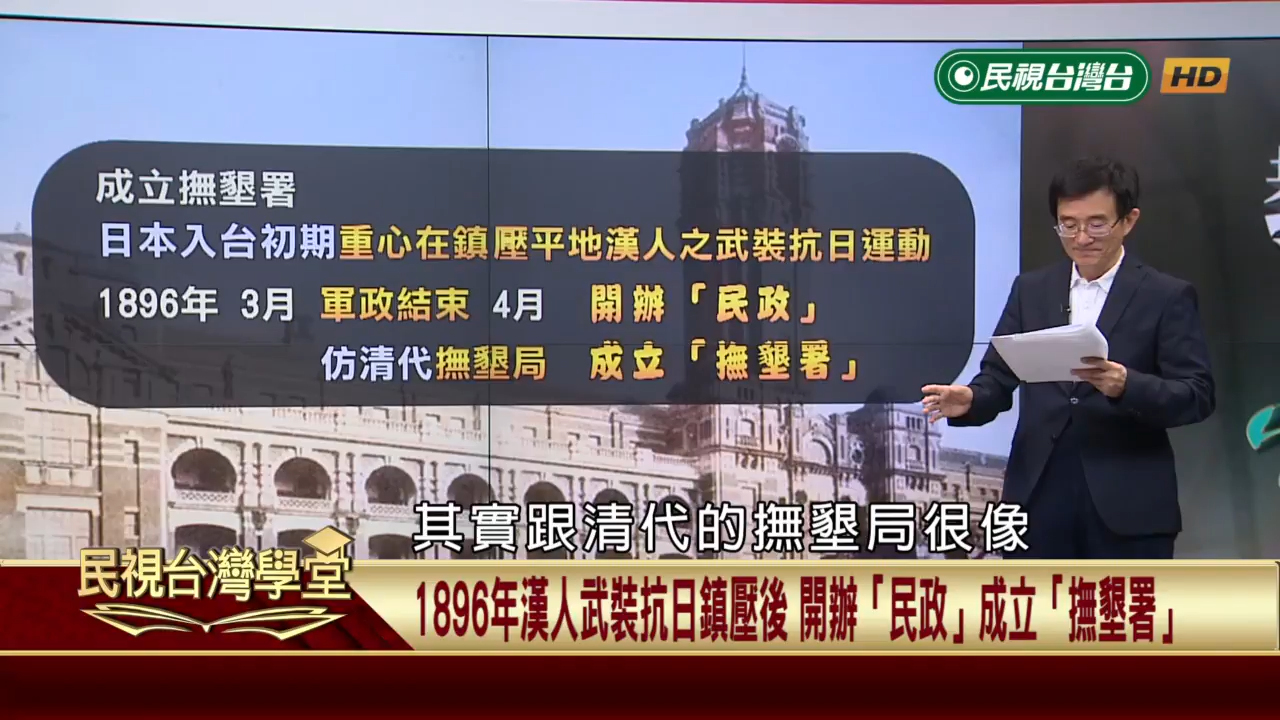 民視台灣台 HD
成立撫墾署
日本入台初期重心在鎮壓平地漢人之武裝抗日運動
1896年 3月 軍政結束 4月 開辦「民政」
仿清代撫墾局 成立「撫墾署」
其實跟清代的撫墾局很像
民視台灣學堂
1896年漢人武裝抗日鎮壓後 開辦「民政」成立「撫墾署」